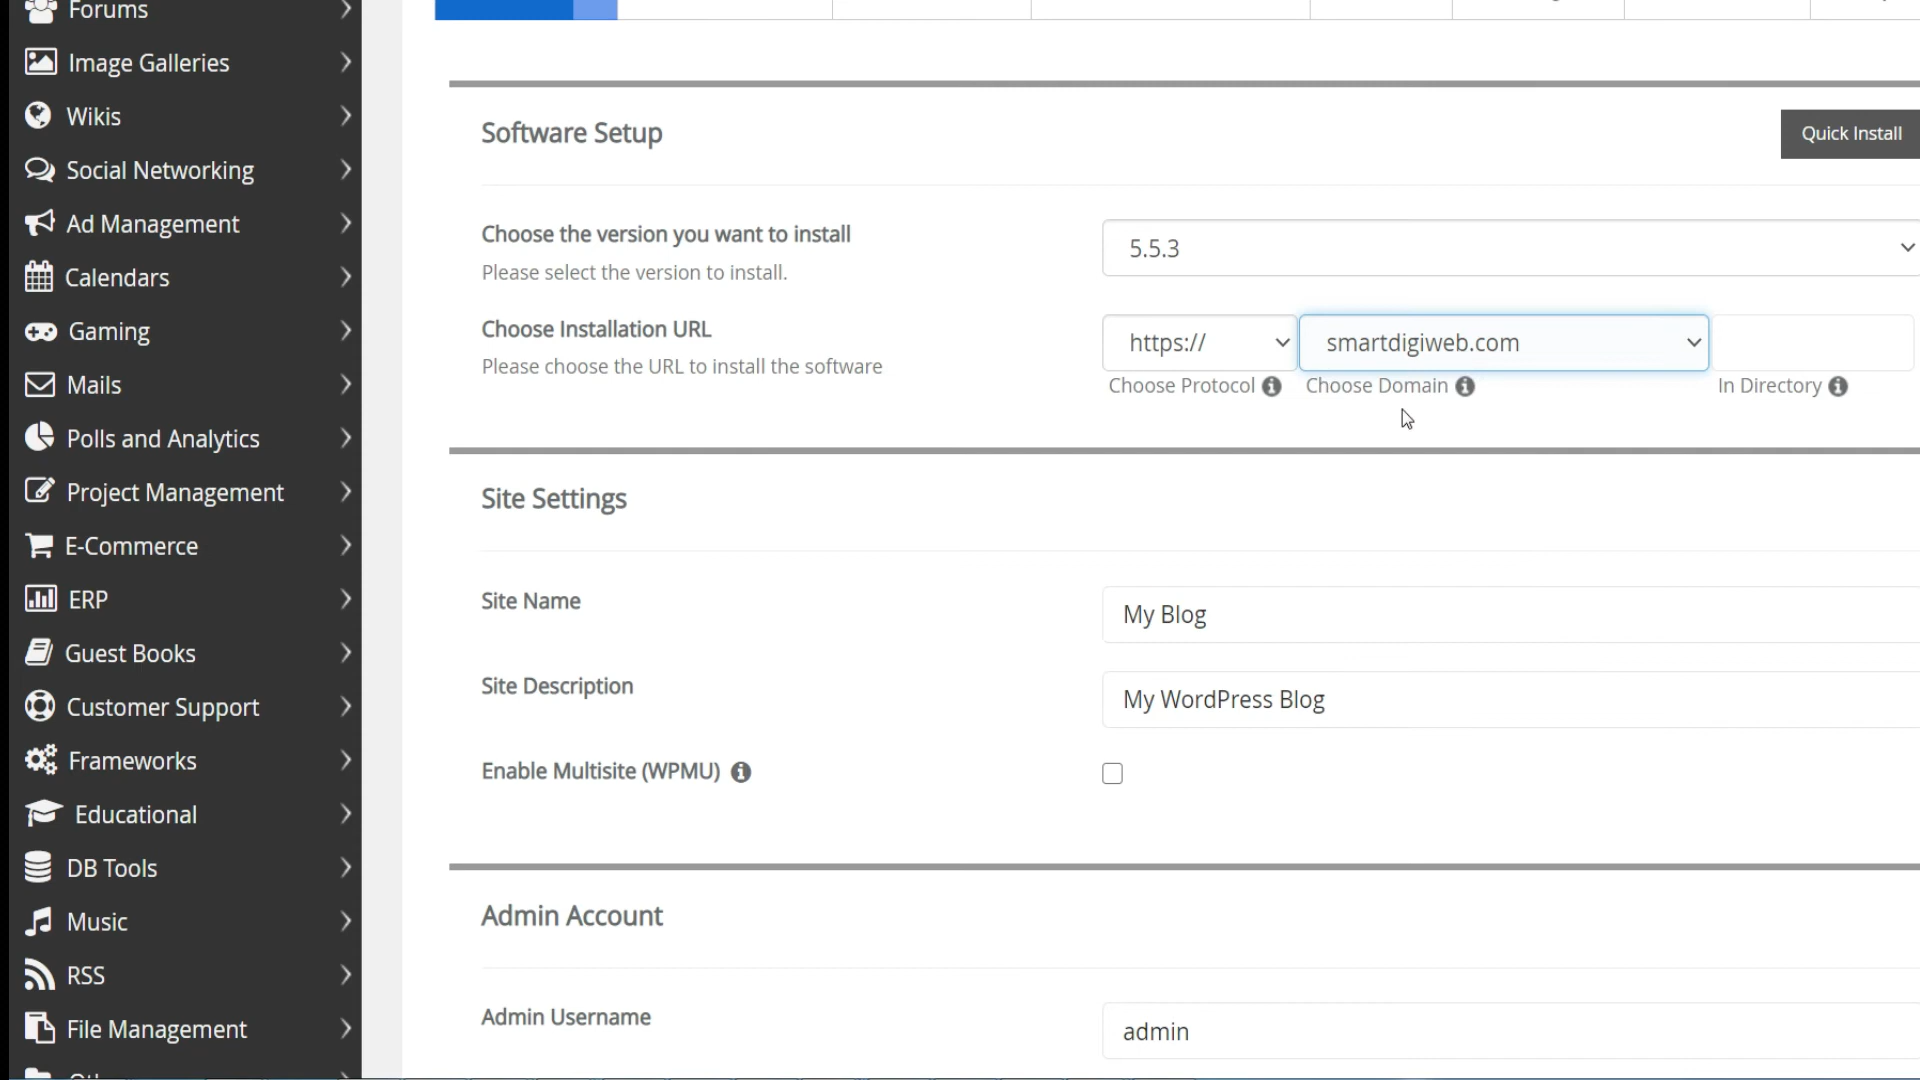 Forums
Image Galleries
Wikis
Social Networking
Ad Management
Calendars
Gaming
Mails
Polls and Analytics
Project Management
E-Commerce
ERP
Guest Books
Customer Support
Frameworks
Educational
DB Tools
Music
RSS
File Management
Software Setup
Quick Install
Choose the version you want to install
Please select the version to install.
5.5.3
Choose Installation URL
Please choose the URL to install the software
https://
smartdigiweb.com
Choose Protocol
Choose Domain
In Directory
Site Settings
Site Name
My Blog
Site Description
My WordPress Blog
Enable Multisite (WPMU)
Admin Account
Admin Username
admin